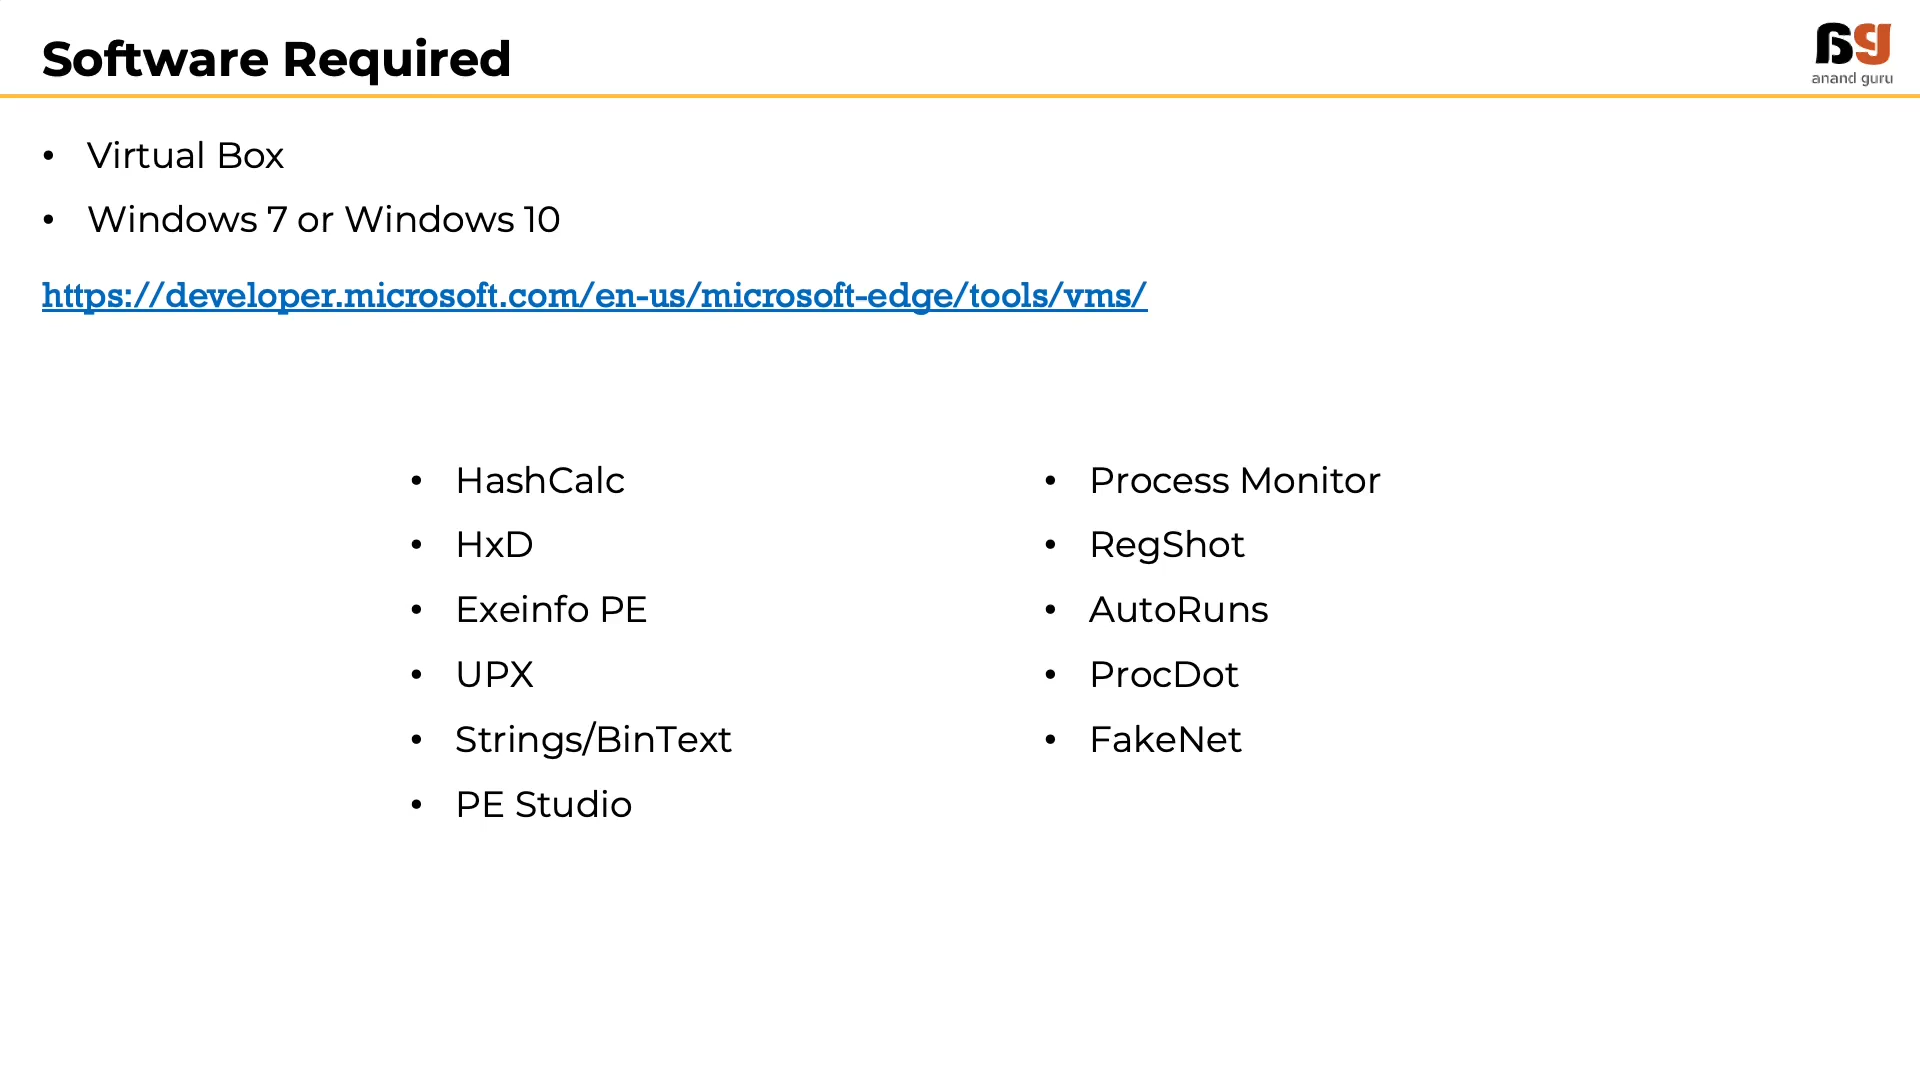 Software Required
anand guru
• Virtual Box
• Windows 7 or Windows 10
https://developer.microsoft.com/en-us/microsoft-edge/tools/vms/
• HashCalc
• HxD
• Exeinfo PE
• UPX
• Strings/BinText
• PE Studio
• Process Monitor
• RegShot
• AutoRuns
• ProcDot
• FakeNet